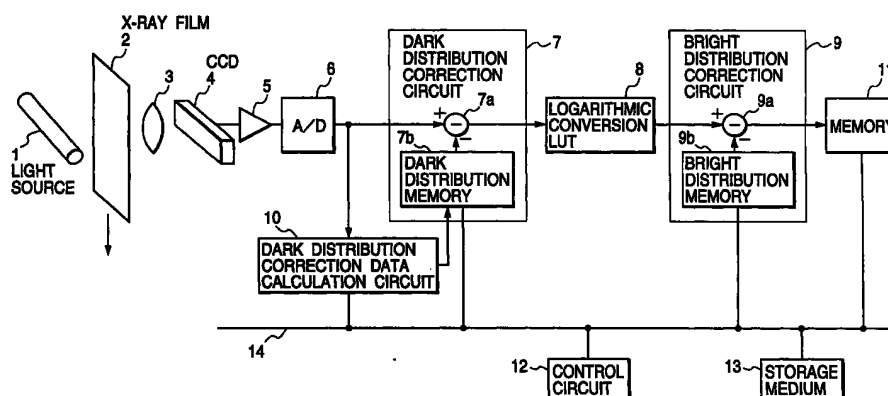 X-RAY FILM
2
3
CCD
4
5
6
A/D
1
LIGHT
SOURCE
DARK
DISTRIBUTION
CORRECTION
CIRCUIT
7
+
−
7a
−
7b
DARK
DISTRIBUTION
MEMORY
8
LOGARITHMIC
CONVERSION
LUT
BRIGHT
DISTRIBUTION
CORRECTION
CIRCUIT
9
+
−
9a
−
9b
BRIGHT
DISTRIBUTION
MEMORY
11
MEMORY
10
DARK DISTRIBUTION
CORRECTION DATA
CALCULATION CIRCUIT
14
12
CONTROL
CIRCUIT
13
STORAGE
MEDIUM